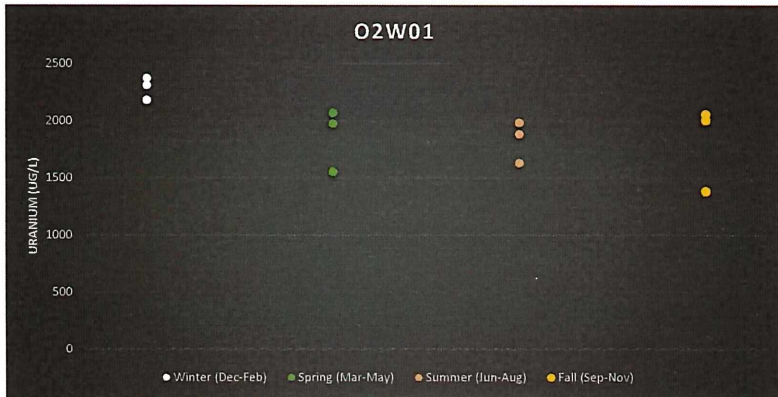 O2W01
URANIUM (UG/L)
2500
2000
1500
1000
500
0
Winter (Dec-Feb) Spring (Mar-May) Summer (Jun-Aug) Fall (Sep-Nov)